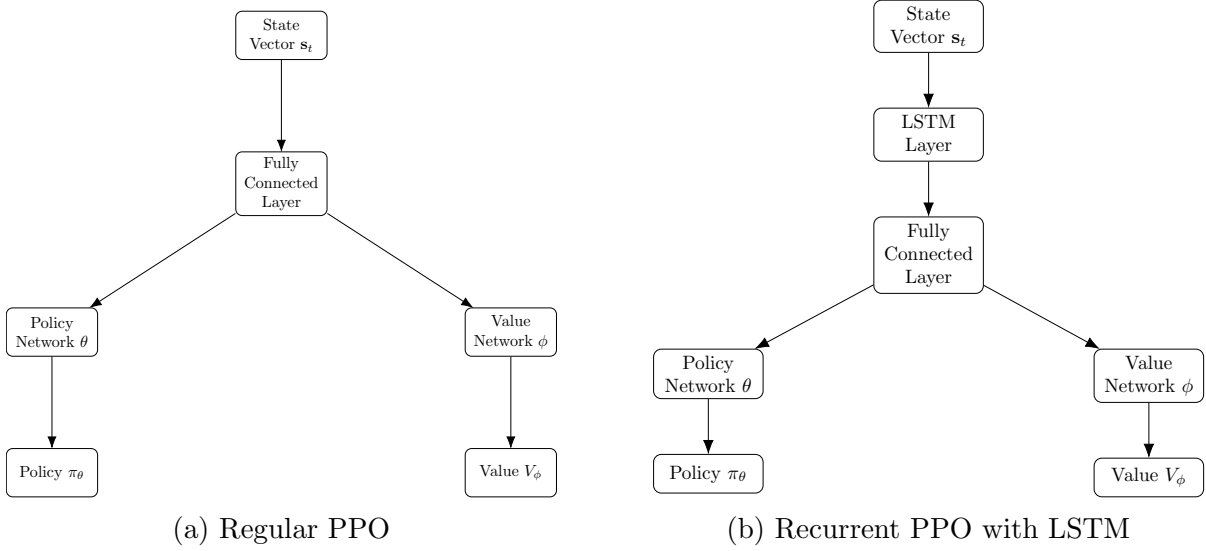 State
Vector s_t
Fully
Connected
Layer
Policy
Network θ
Value
Network ϕ
Policy π_θ
Value V_ϕ
(a) Regular PPO
State
Vector s_t
LSTM
Layer
Fully
Connected
Layer
Policy
Network θ
Value
Network ϕ
Policy π_θ
Value V_ϕ
(b) Recurrent PPO with LSTM